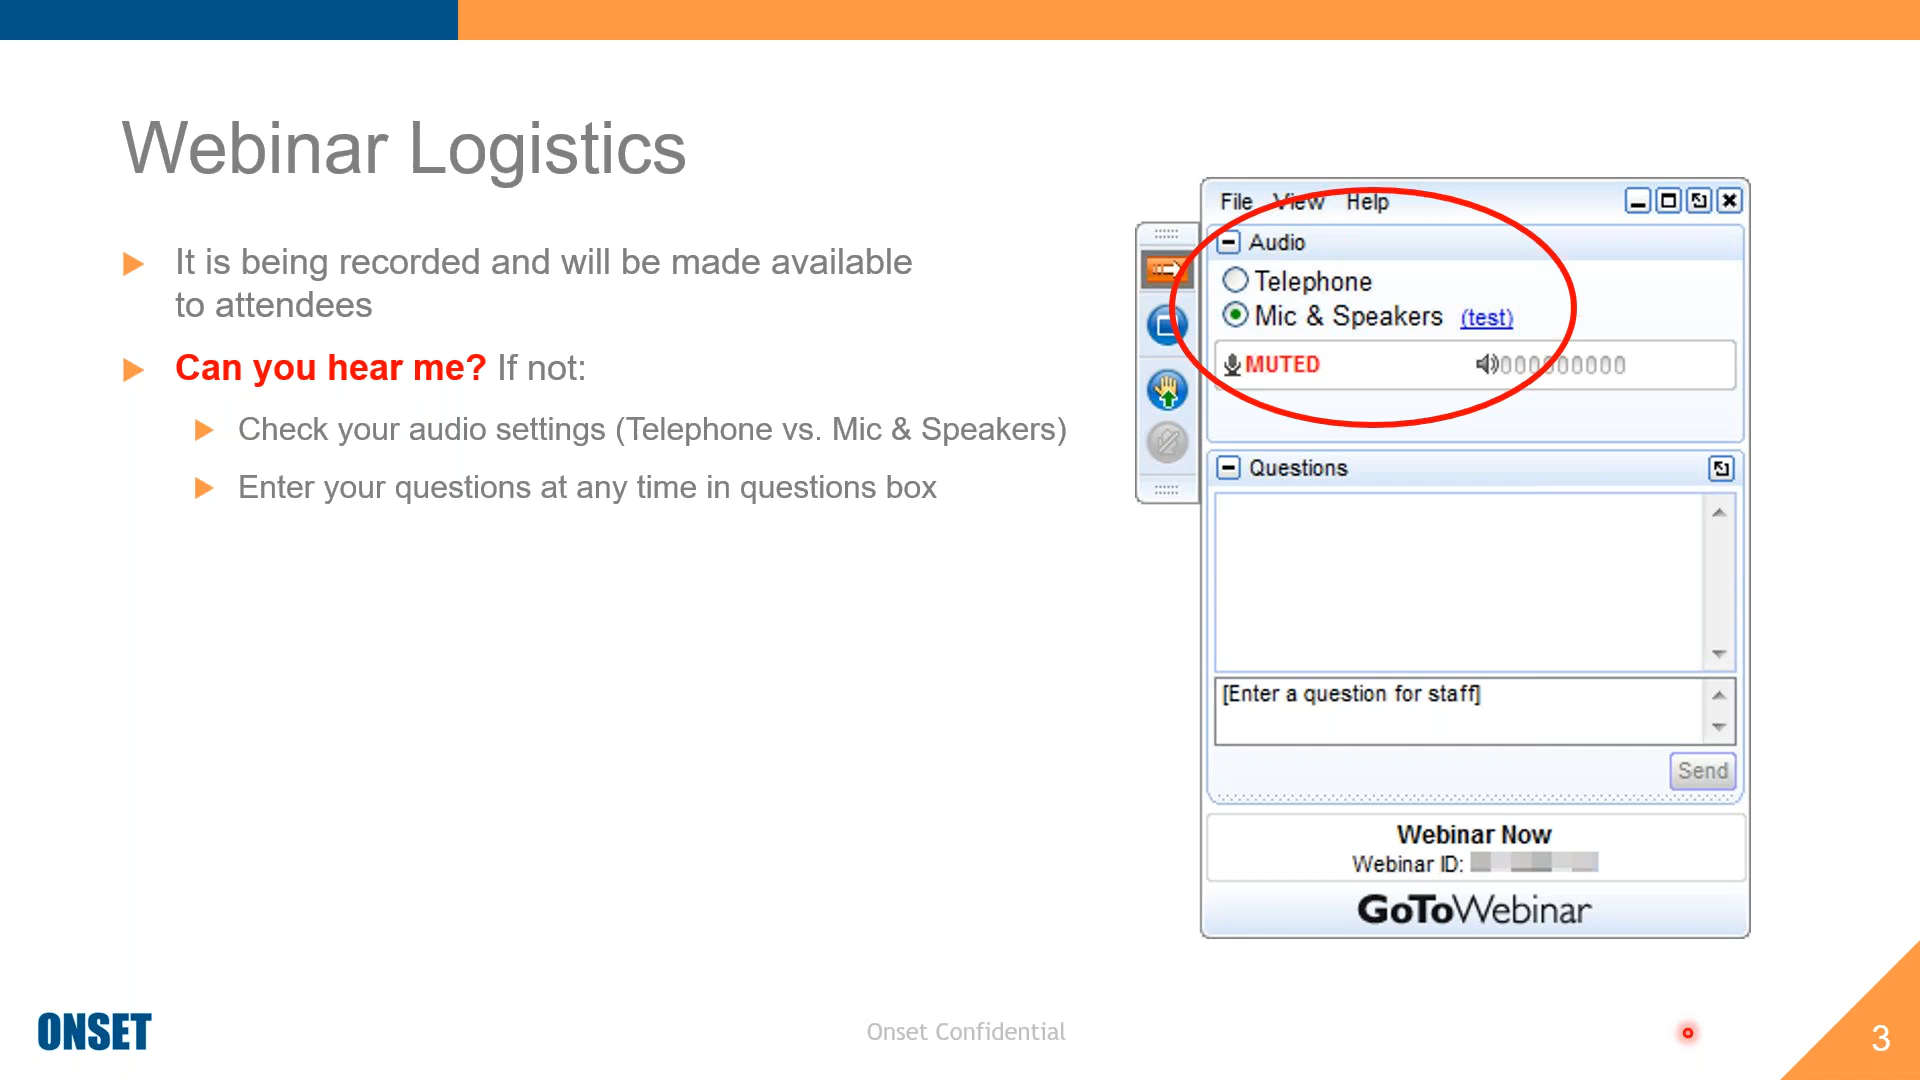 Webinar Logistics
It is being recorded and will be made available
to attendees
Can you hear me? If not:
Check your audio settings (Telephone vs. Mic & Speakers)
Enter your questions at any time in questions box
File View Help
Audio
Telephone
Mic & Speakers (test)
MUTED
Questions
[Enter a question for staff]
Send
Webinar Now
Webinar ID:
GoToWebinar
ONSET
Onset Confidential
3